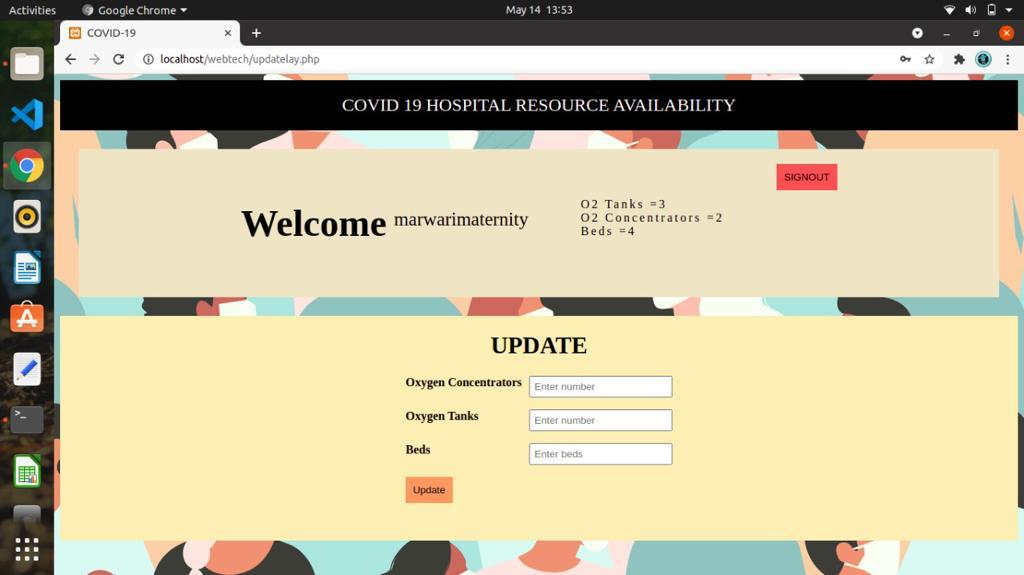 Activities
Google Chrome
May 14 13:53
COVID-19
localhost/webtech/updatelay.php
COVID 19 HOSPITAL RESOURCE AVAILABILITY
SIGNOUT
Welcome marwarimaternity
O2 Tanks =3
O2 Concentrators =2
Beds =4
UPDATE
Oxygen Concentrators Enter number
Oxygen Tanks Enter number
Beds Enter beds
Update